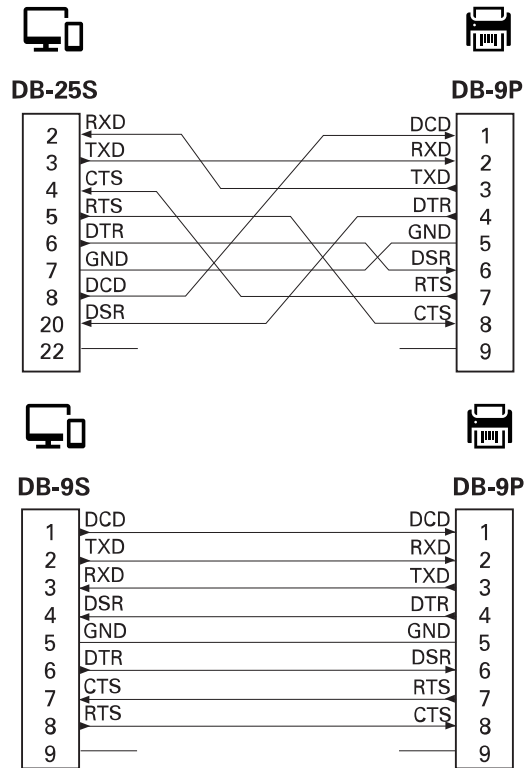 DB-25S DB-9P
RXD DCD
2 1
TXD RXD
3 2
CTS TXD
4 3
RTS DTR
5 4
DTR GND
6 5
GND DSR
7 6
DCD RTS
8 7
DSR CTS
20 8
22 9
DB-9S DB-9P
DCD DCD
1 1
TXD RXD
2 2
RXD TXD
3 3
DSR DTR
4 4
GND GND
5 5
DTR DSR
6 6
CTS RTS
7 7
RTS CTS
8 8
9 9